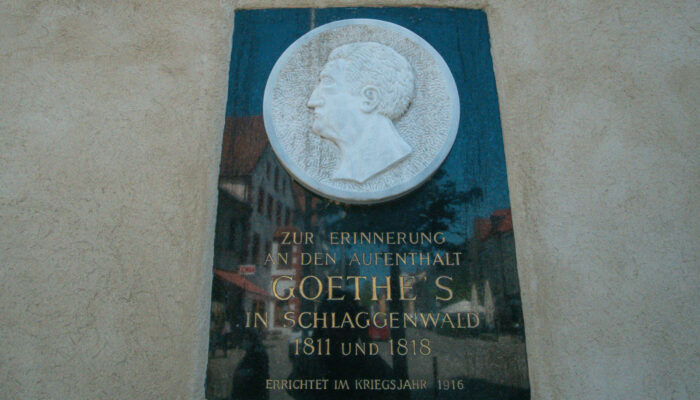 ZUR ERINNERUNG
AN DEN AUFENTHALT
GOETHE'S
IN SCHLAGGENWALD
1811 UND 1818
ERRICHTET IM KRIEGSJAHR 1916